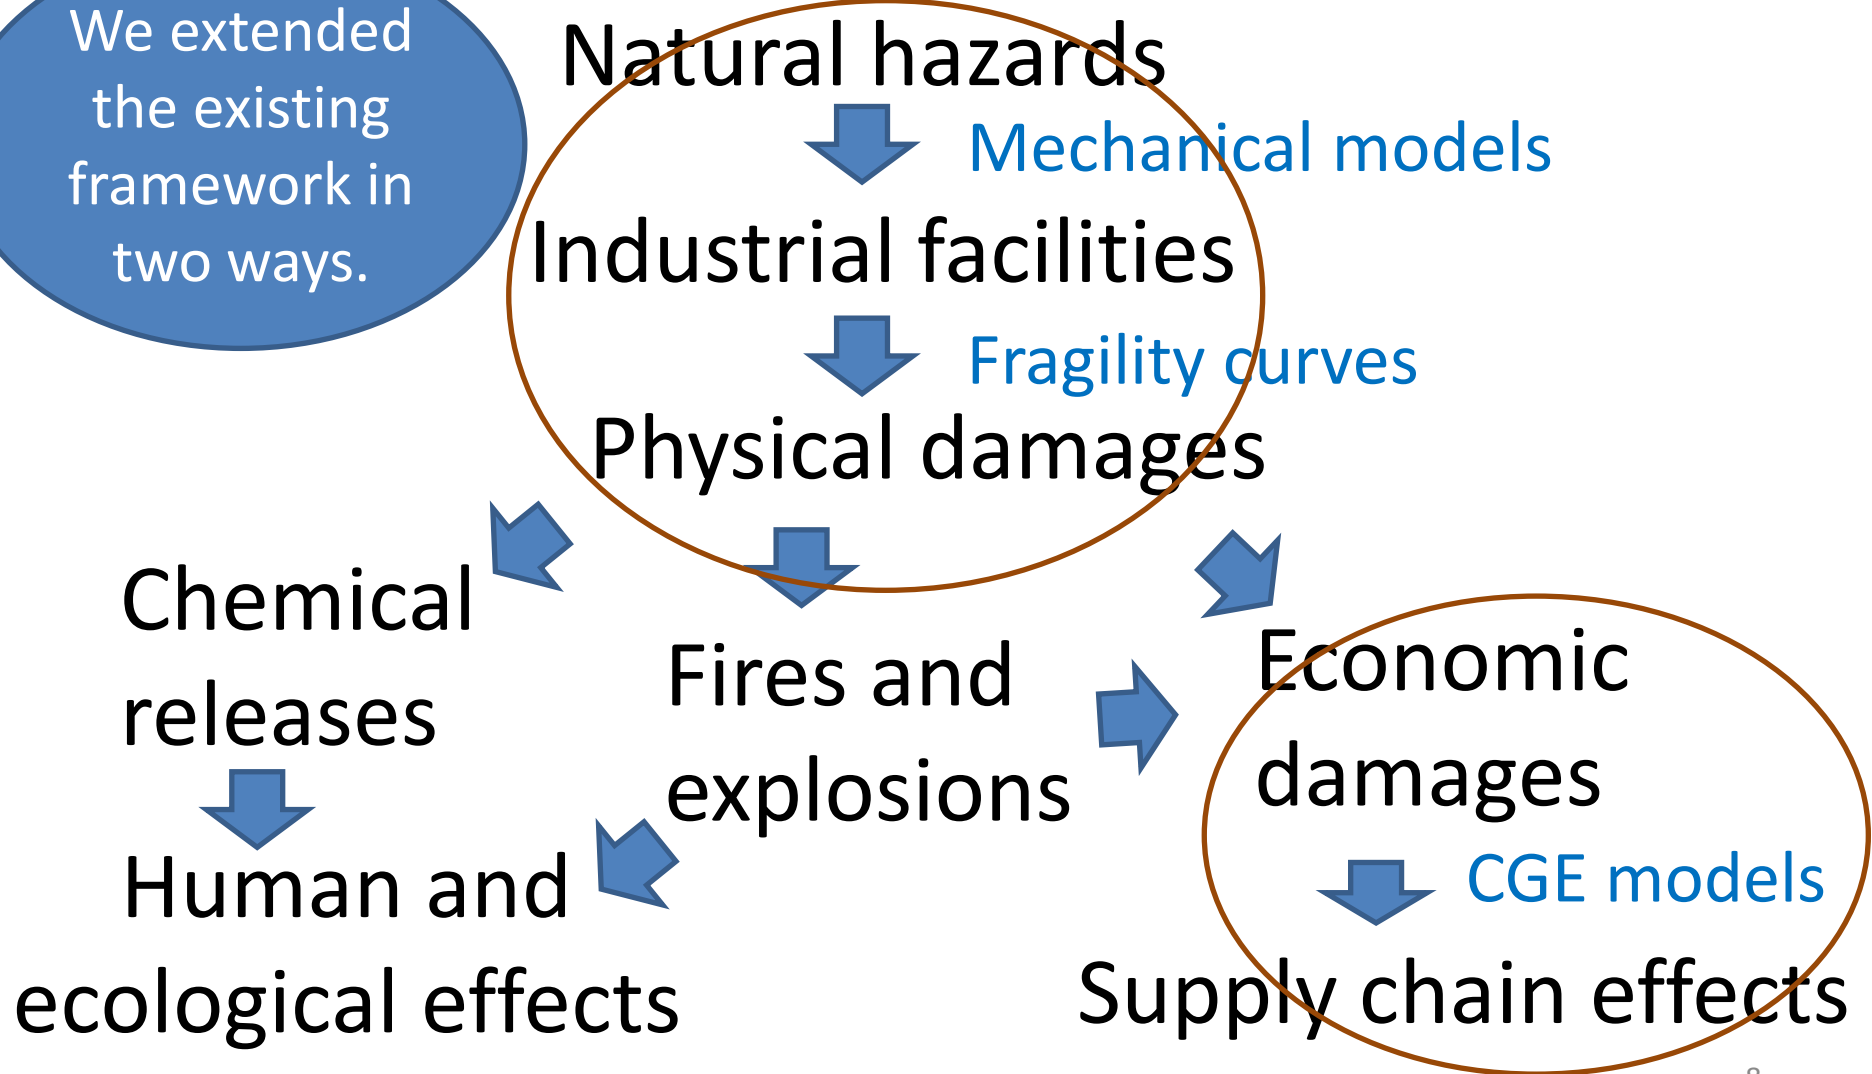 We extended
the existing
framework in
two ways.
Natural hazards
Mechanical models
Industrial facilities
Fragility curves
Physical damages
Chemical
releases
Fires and
explosions
Economic
damages
Human and
ecological effects
CGE models
Supply chain effects